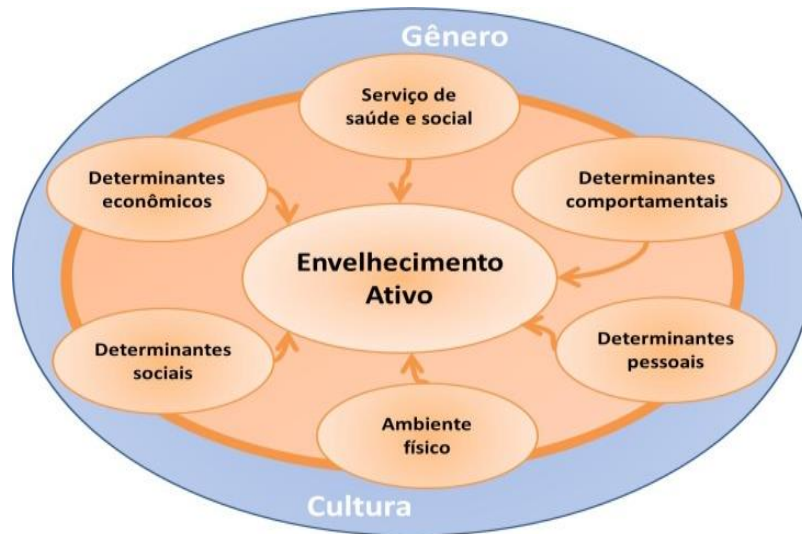 Gênero
Serviço de
saúde e social
Determinantes
econômicos
Determinantes
comportamentais
Envelhecimento
Ativo
Determinantes
sociais
Determinantes
pessoais
Ambiente
físico
Cultura